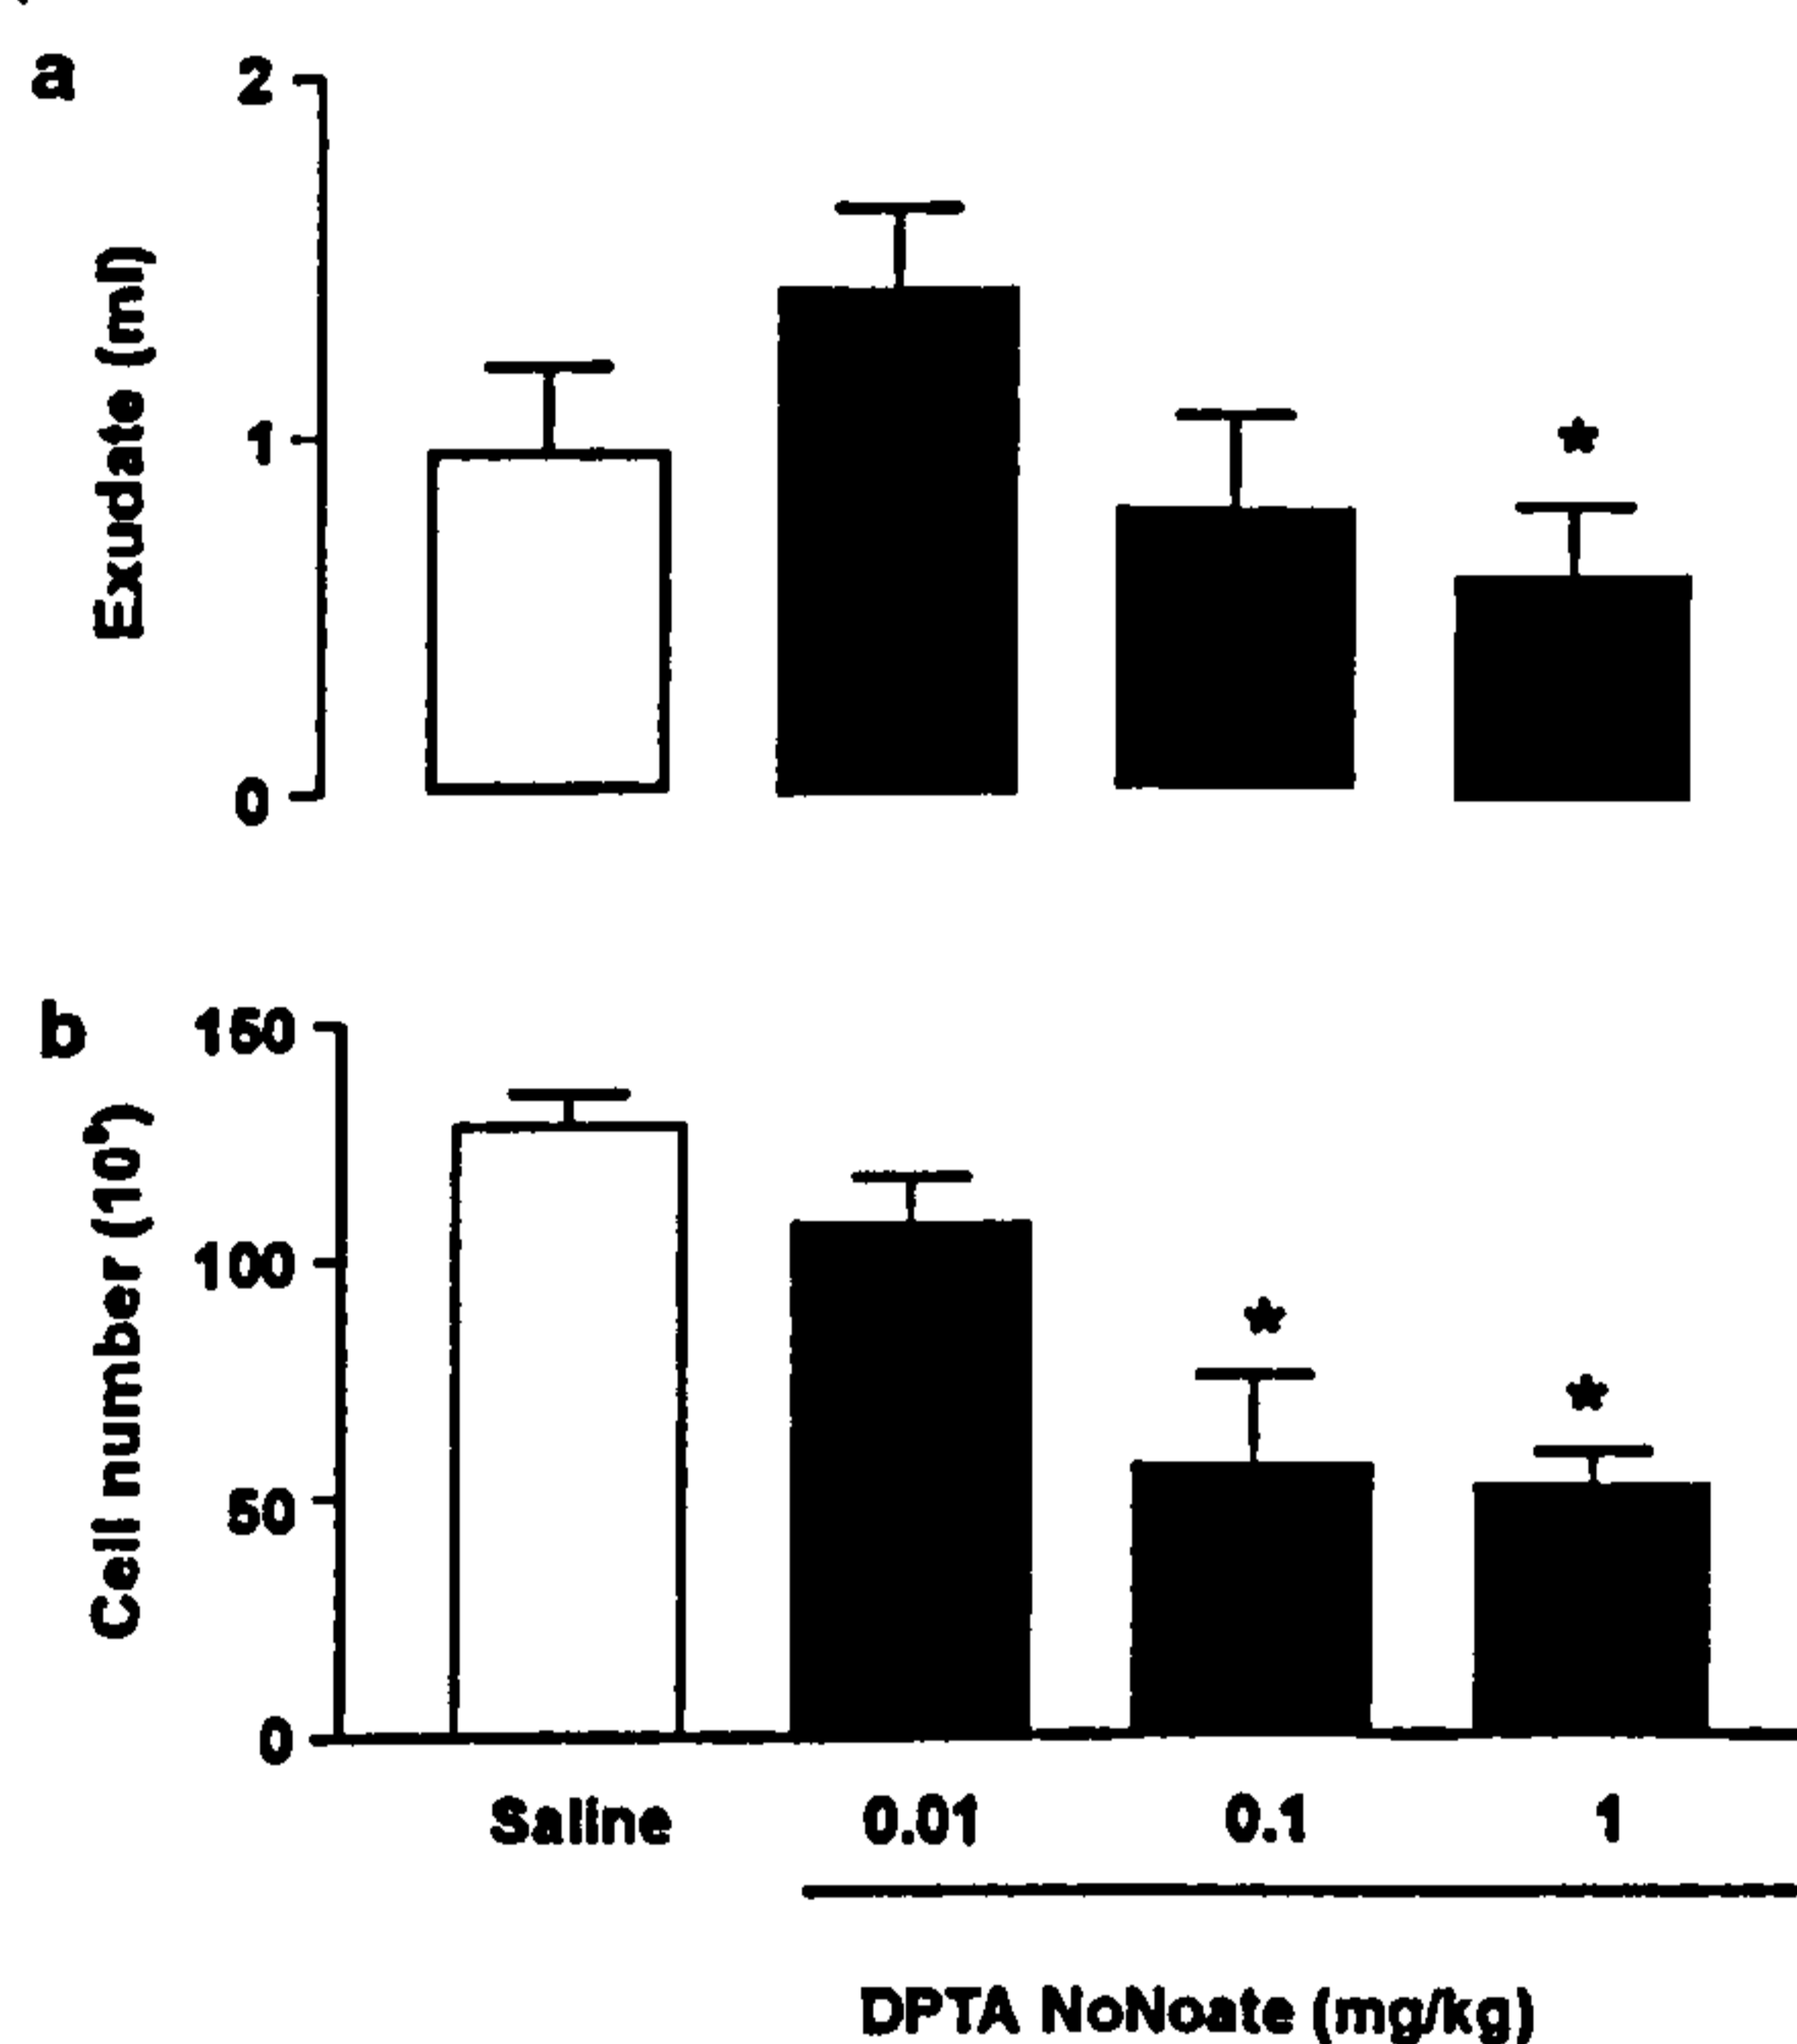 a
2
Exudate (ml)
1
*
0
b
150
Cell number (10
100
*
*
50
0
Saline 0.01 0.1 1
DPTA NoNoate (mg/kg)